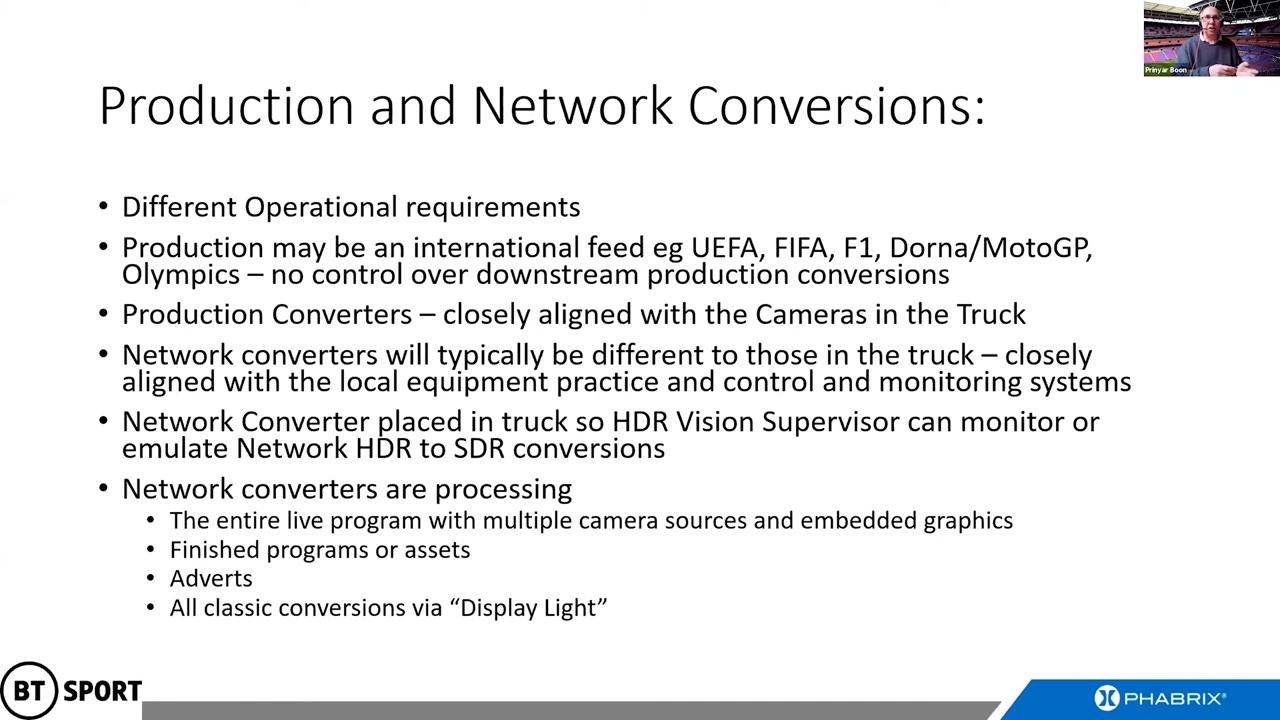 Prinyar Boon
Production and Network Conversions:
• Different Operational requirements
• Production may be an international feed eg UEFA, FIFA, F1, Dorna/MotoGP,
Olympics – no control over downstream production conversions
• Production Converters – closely aligned with the Cameras in the Truck
• Network converters will typically be different to those in the truck – closely
aligned with the local equipment practice and control and monitoring systems
• Network Converter placed in truck so HDR Vision Supervisor can monitor or
emulate Network HDR to SDR conversions
• Network converters are processing
• The entire live program with multiple camera sources and embedded graphics
• Finished programs or assets
• Adverts
• All classic conversions via “Display Light”
BT SPORT
PHABRIX®